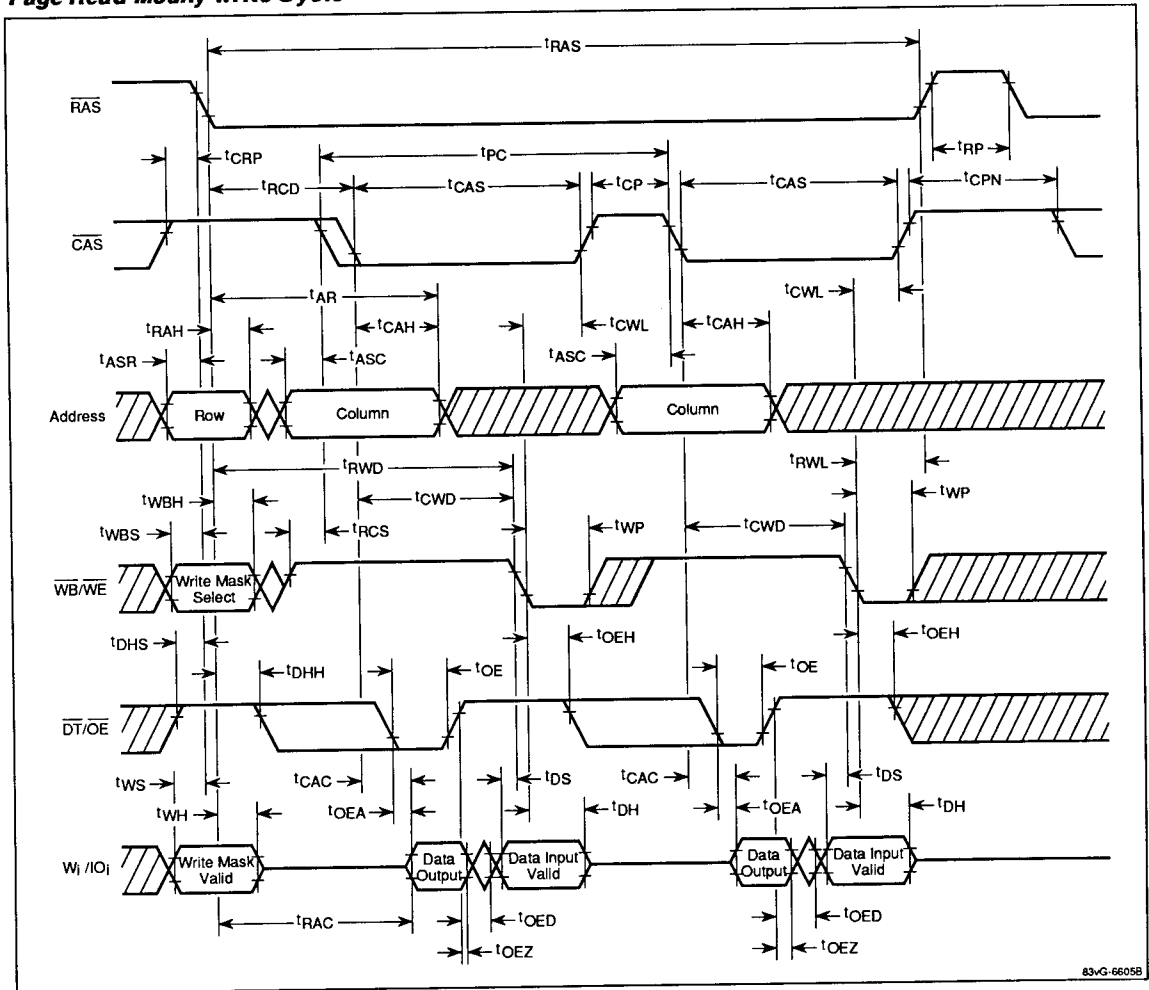 Page Read-Modify-Write Cycle
tRAS
RAS
tRP
tCRP
tPC
tRCD
tCAS
tCP
tCAS
tCPN
CAS
tCWL
tAR
tRAH
tCAH
tCWL
tCAH
tASR
tASC
tASC
Address
Row
Column
Column
tRWD
tRWL
tWBH
tCWD
tWP
tCWD
tWP
tWBS
tRCS
WB/WE
Write Mask
Select
tDHS
tOEH
tOEH
tDHH
tOE
tOE
DT/OE
tWS
tCAC
tDS
tCAC
tDS
tWH
tOEA
tDH
tOEA
tDH
Wi /IOi
Write Mask
Valid
Data
Output
Data Input
Valid
Data
Output
Data Input
Valid
tRAC
tOED
tOED
tOEZ
tOEZ
83vG-6605B